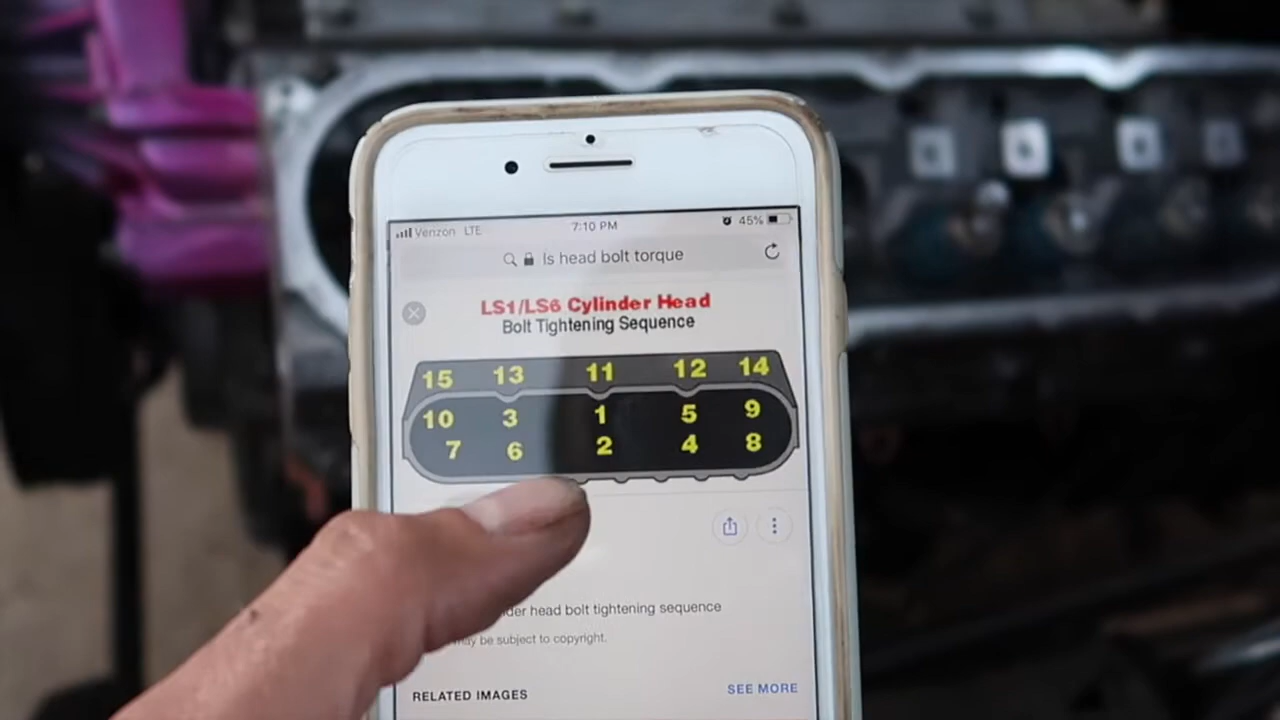 Verizon LTE 7:10 PM 45%
ls head bolt torque
LS1/LS6 Cylinder Head
Bolt Tightening Sequence
15 13 11 12 14
10 3 1 5 9
7 6 2 4 8
head bolt tightening sequence
may be subject to copyright.
RELATED IMAGES SEE MORE